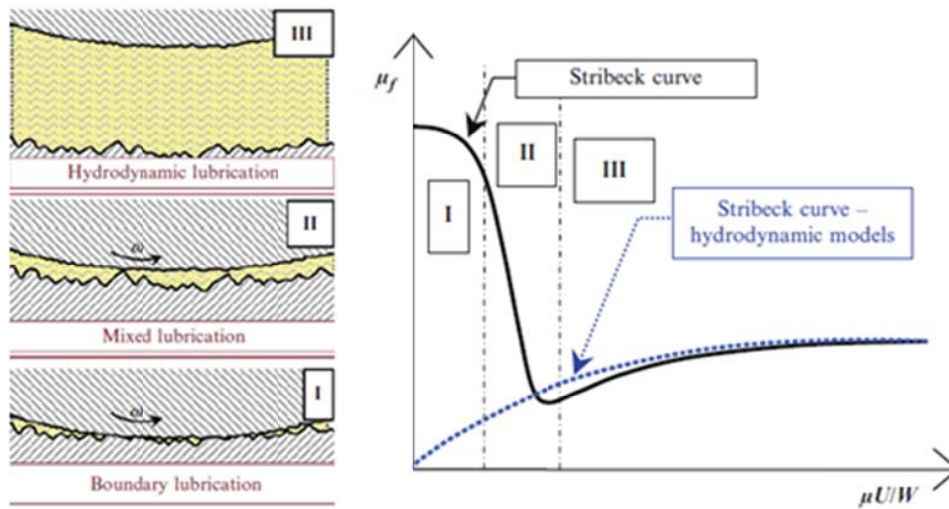 III
Hydrodynamic lubrication
II
ω
Mixed lubrication
I
ω
Boundary lubrication
μf
Stribeck curve
II
III
I
Stribeck curve –
hydrodynamic models
μU/W